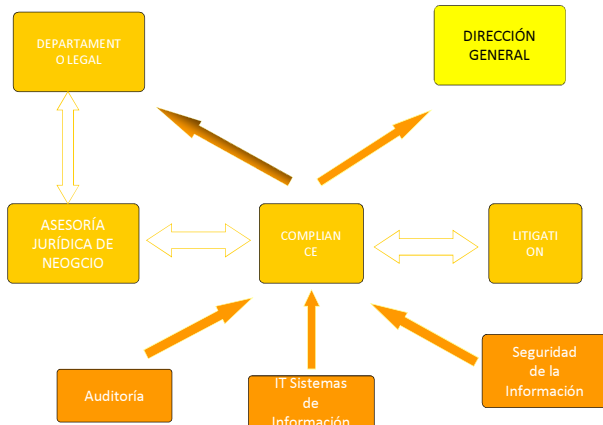 DEPARTAMENT
O LEGAL
DIRECCIÓN
GENERAL
ASESORÍA
JURÍDICA DE
NEOGCIO
COMPLIAN
CE
LITIGATI
ON
Auditoría
IT Sistemas
de
Información
Seguridad
de la
Información